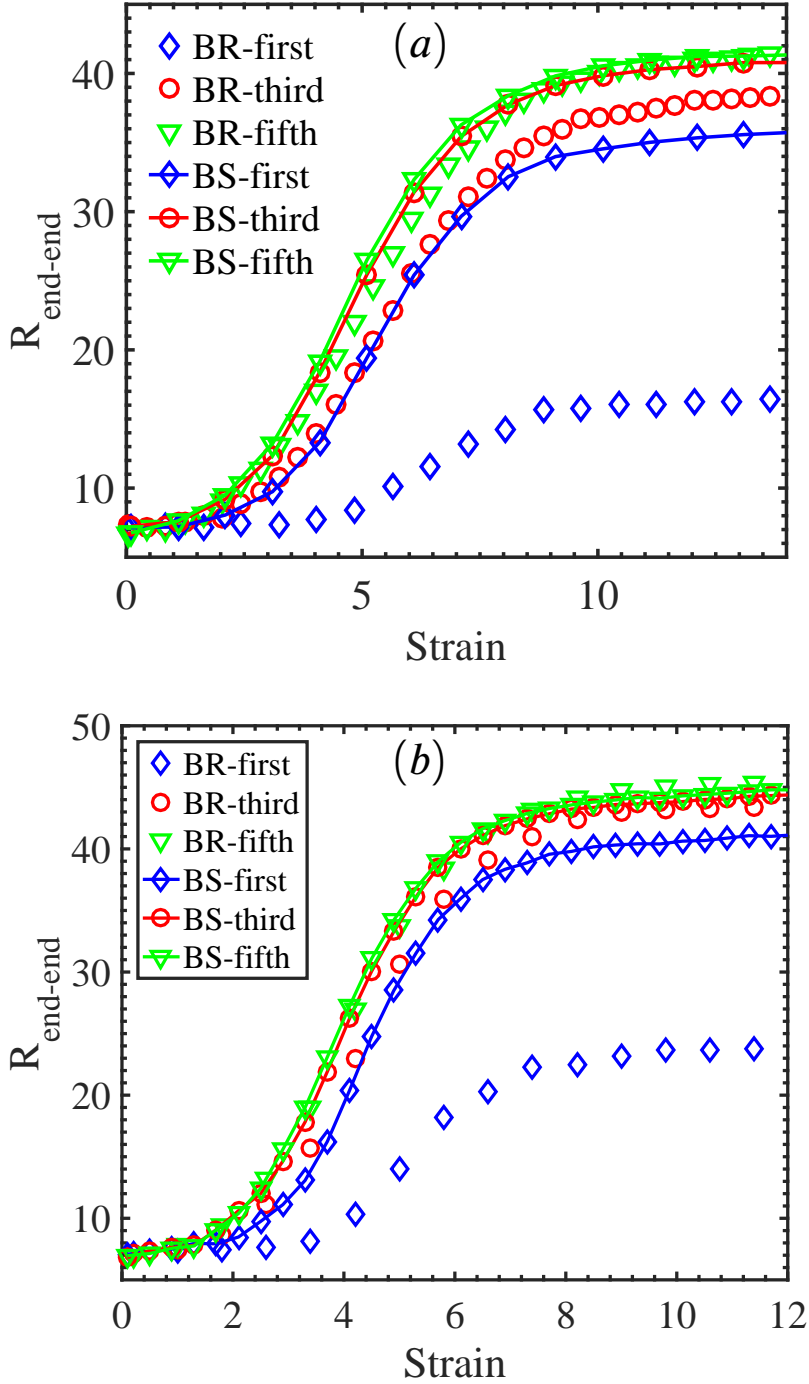 (a)
BR-first
BR-third
BR-fifth
BS-first
BS-third
BS-fifth
40
30
20
10
R_end-end
0 5 10
Strain
(b)
BR-first
BR-third
BR-fifth
BS-first
BS-third
BS-fifth
50
40
30
20
10
R_end-end
0 2 4 6 8 10 12
Strain